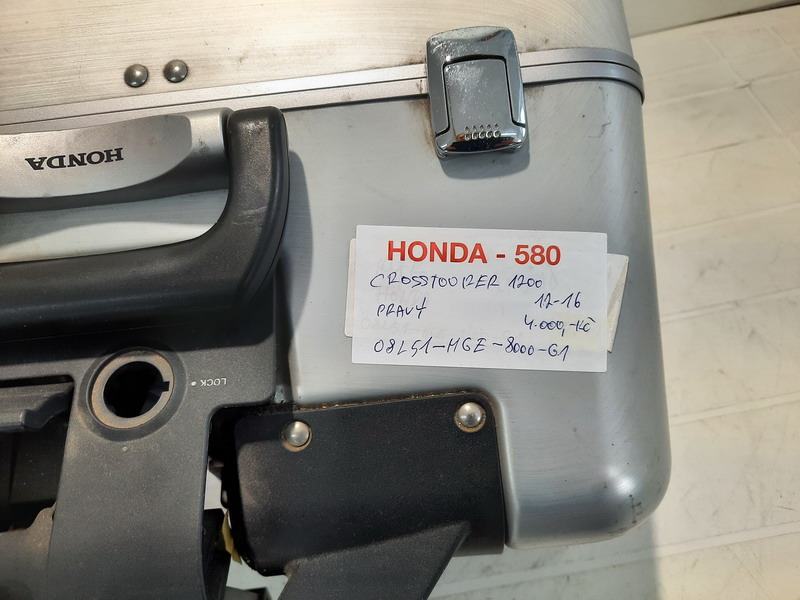 HONDA
HONDA - 580
CROSSTOURER 1200
12-16
PRAVÝ
4.000,-Kč
08L51-MGE-8000-G1
LOCK